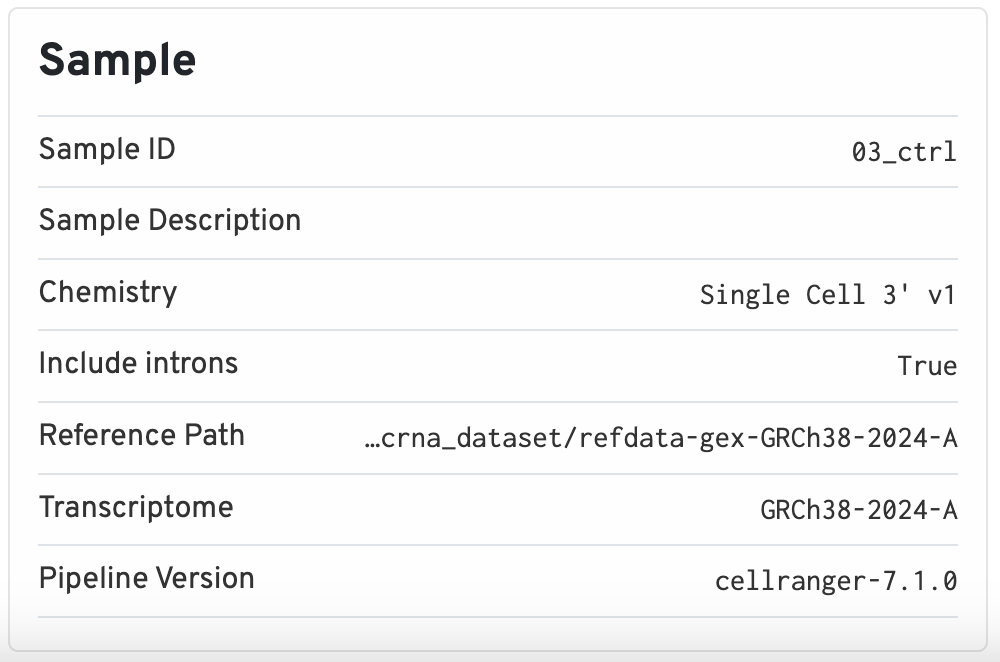 Sample
Sample ID 03_ctrl
Sample Description
Chemistry Single Cell 3' v1
Include introns True
Reference Path …crna_dataset/refdata-gex-GRCh38-2024-A
Transcriptome GRCh38-2024-A
Pipeline Version cellranger-7.1.0